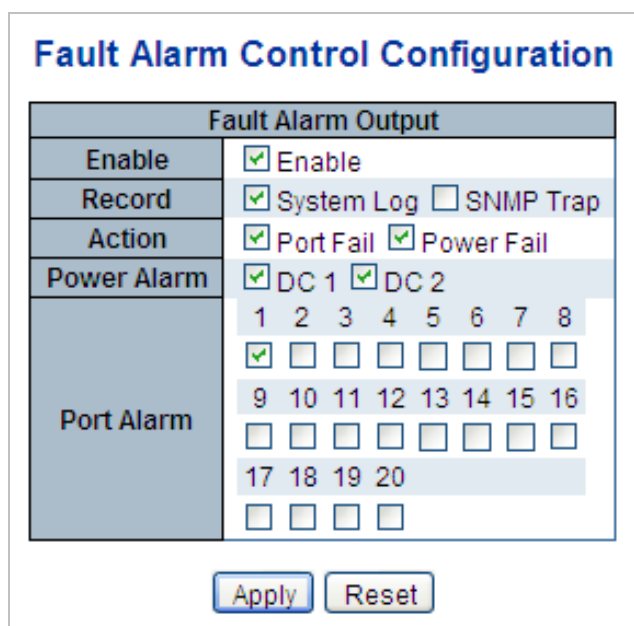 Fault Alarm Control Configuration
Fault Alarm Output
Enable Enable
Record System Log SNMP Trap
Action Port Fail Power Fail
Power Alarm DC 1 DC 2
Port Alarm
1 2 3 4 5 6 7 8
9 10 11 12 13 14 15 16
17 18 19 20
Apply Reset